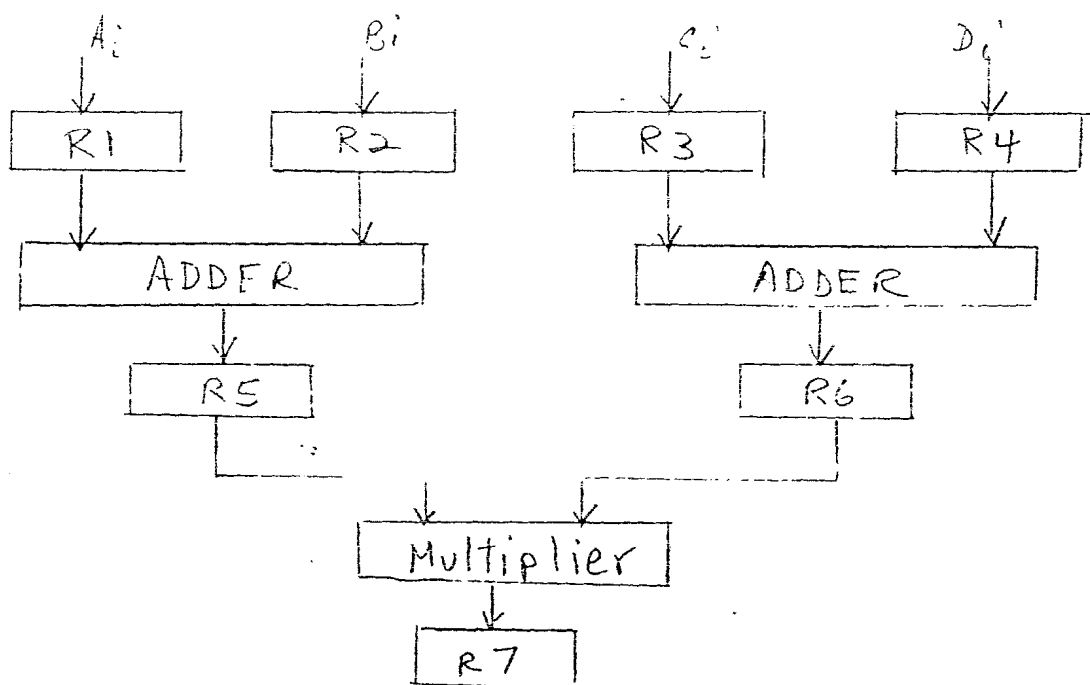 Ai Bi Ci Di
R1 R2 R3 R4
ADDER ADDER
R5 R6
Multiplier
R7